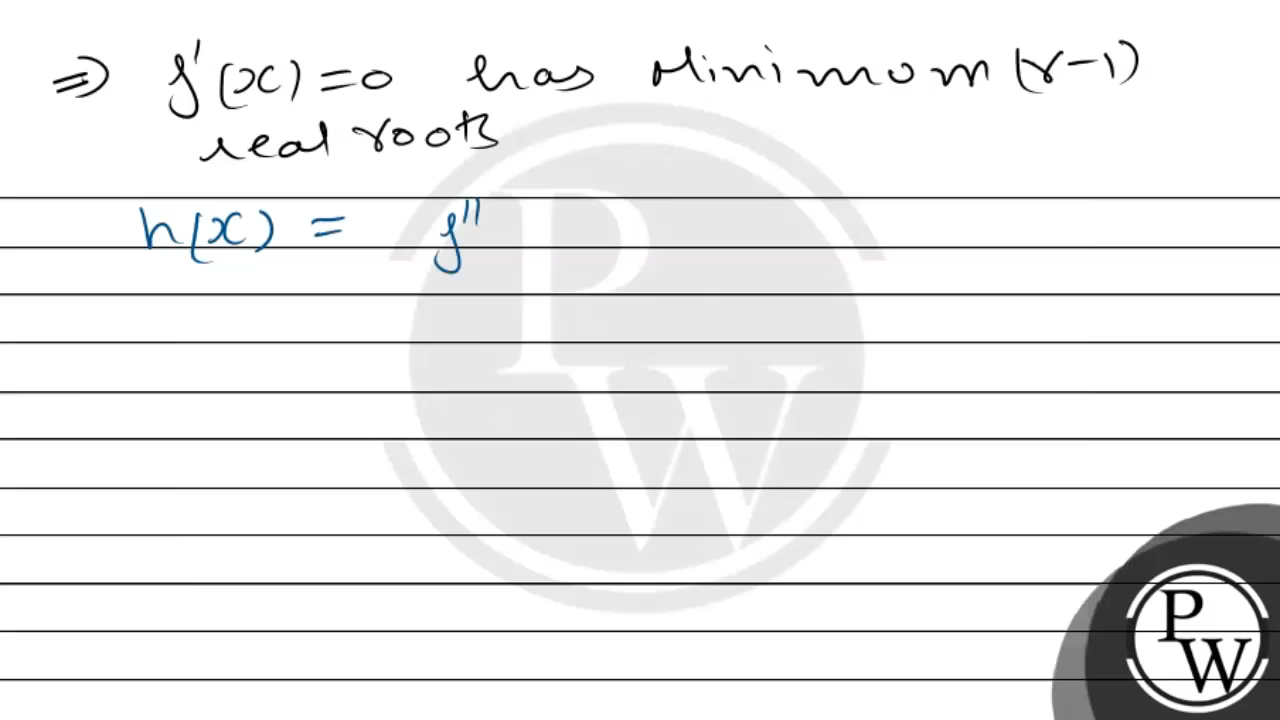 ⇒ f'(x)=0 has minimum (r-1)
real roots
h(x) = f''
P
W
P
W